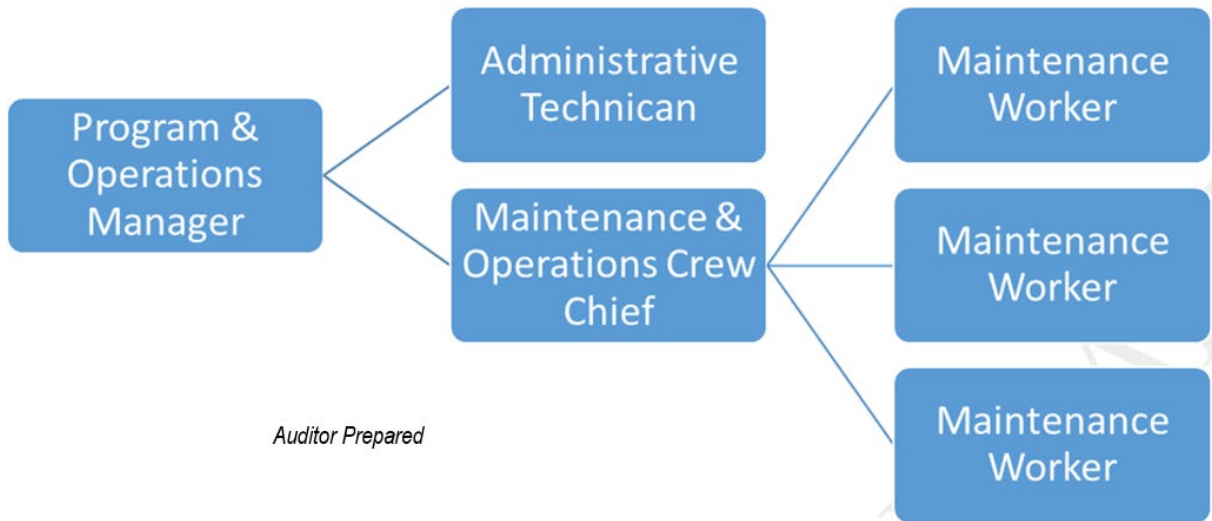 Program &
Operations
Manager
Administrative
Technican
Maintenance &
Operations Crew
Chief
Maintenance
Worker
Maintenance
Worker
Maintenance
Worker
Auditor Prepared